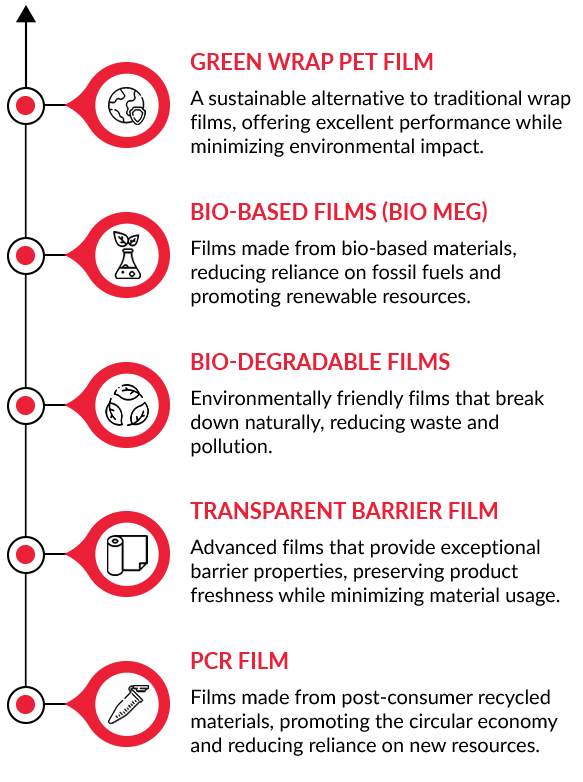 GREEN WRAP PET FILM
A sustainable alternative to traditional wrap
films, offering excellent performance while
minimizing environmental impact.
BIO-BASED FILMS (BIO MEG)
Films made from bio-based materials,
reducing reliance on fossil fuels and
promoting renewable resources.
BIO-DEGRADABLE FILMS
Environmentally friendly films that break
down naturally, reducing waste and
pollution.
TRANSPARENT BARRIER FILM
Advanced films that provide exceptional
barrier properties, preserving product
freshness while minimizing material usage.
PCR FILM
Films made from post-consumer recycled
materials, promoting the circular economy
and reducing reliance on new resources.